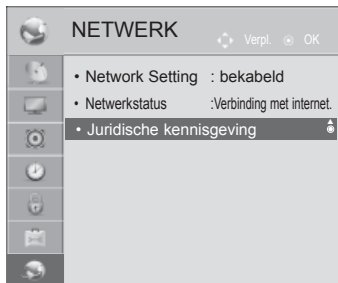 NETWERK Verpl. OK
• Network Setting : bekabeld
• Netwerkstatus :Verbinding met internet.
• Juridische kennisgeving